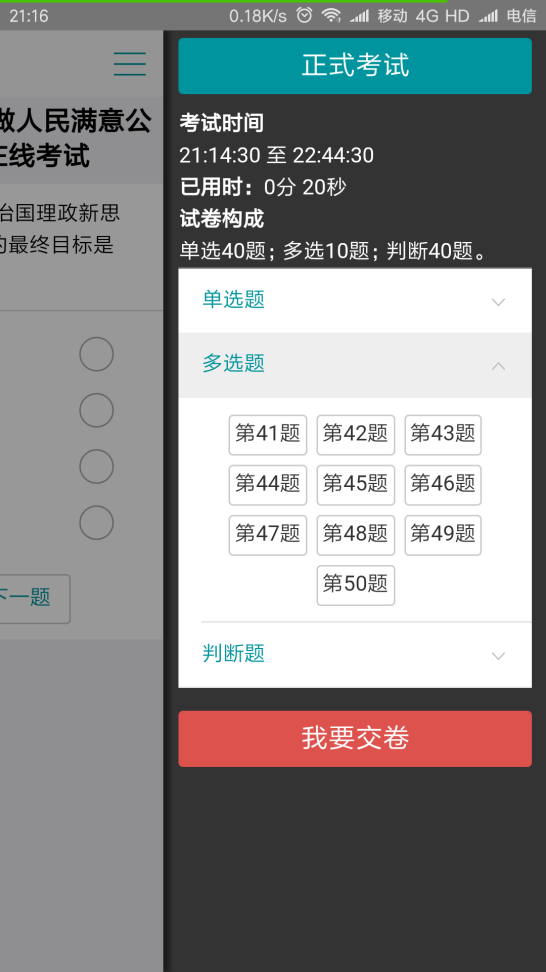 21:16
0.18K/s 移动 4G HD 电信
做人民满意公
线考试
治国理政新思
的最终目标是
下一题
正式考试
考试时间
21:14:30 至 22:44:30
已用时：0分 20秒
试卷构成
单选40题；多选10题；判断40题。
单选题
多选题
第41题 第42题 第43题
第44题 第45题 第46题
第47题 第48题 第49题
第50题
判断题
我要交卷